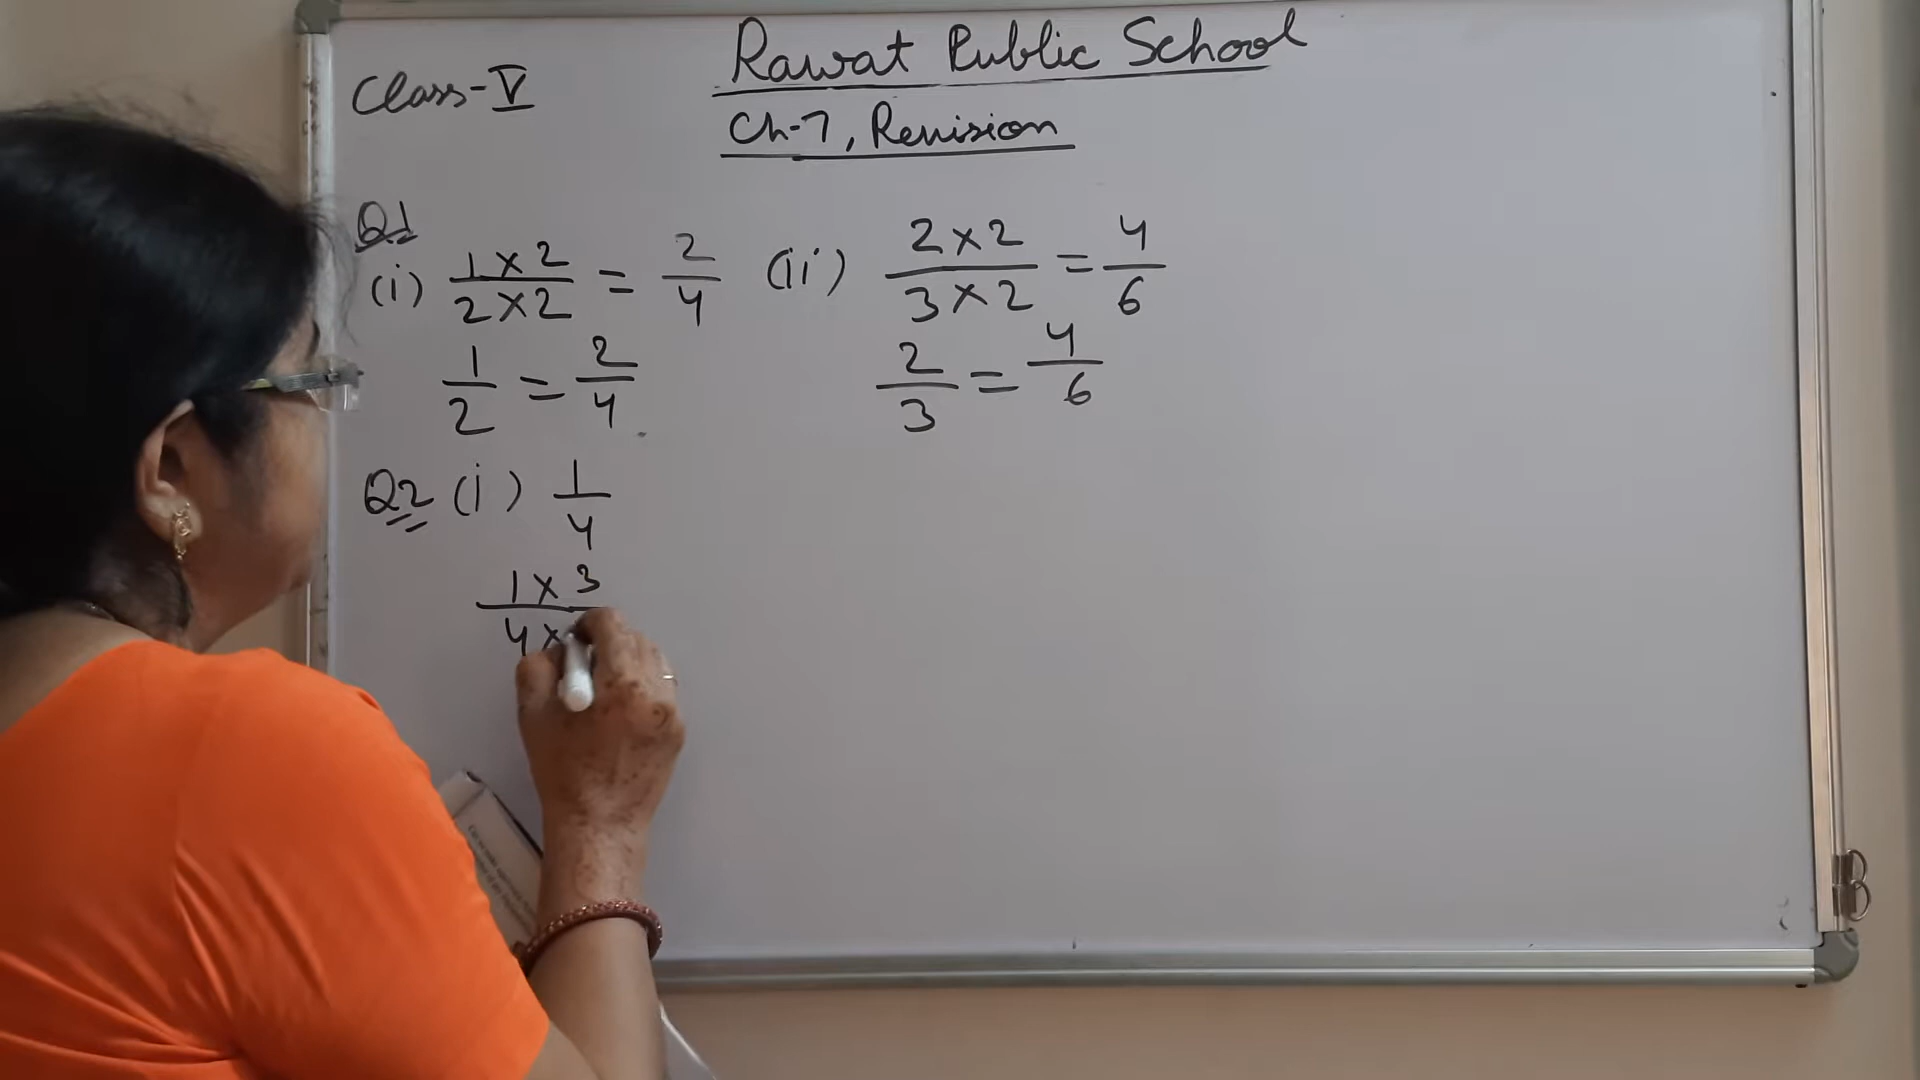 Rawat Public School
Class-V
Ch-7, Revision
Q1
(i) 1 x 2 / 2 x 2 = 2 / 4 (ii) 2 x 2 / 3 x 2 = 4 / 6
1 / 2 = 2 / 4 2 / 3 = 4 / 6
Q2 (i) 1 / 4
1 x 3 / 4 x